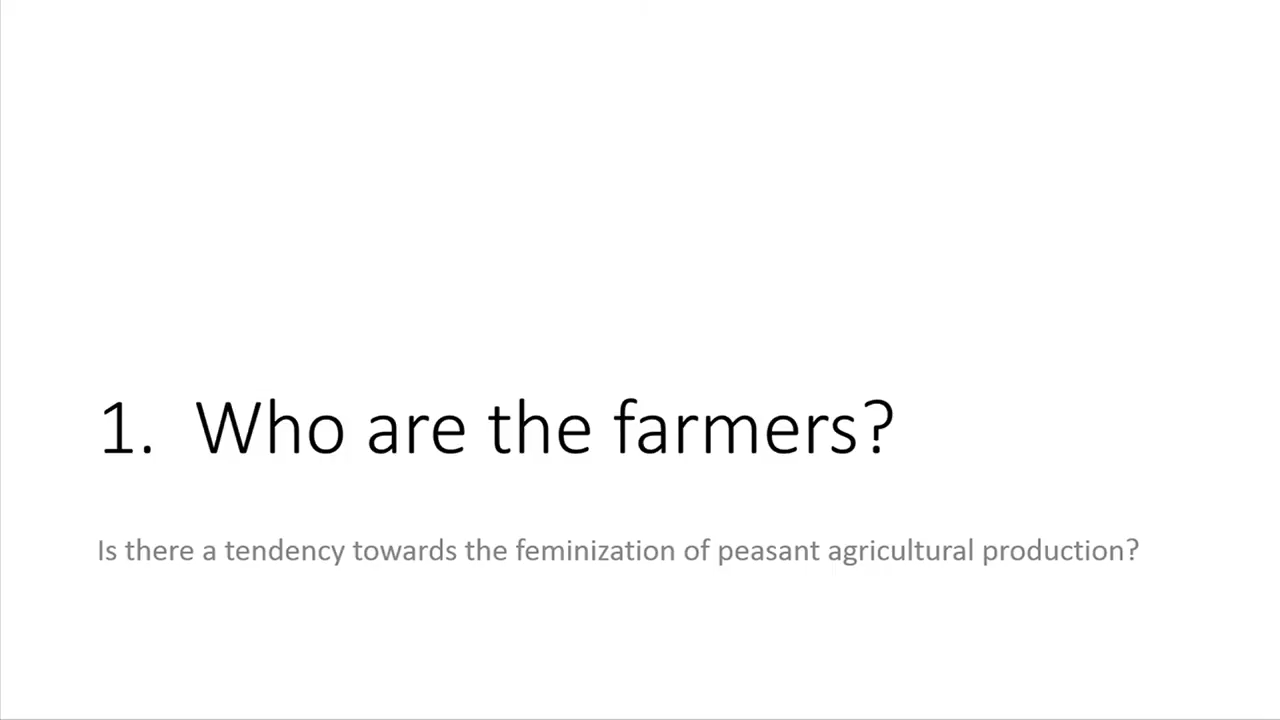 1. Who are the farmers?
Is there a tendency towards the feminization of peasant agricultural production?